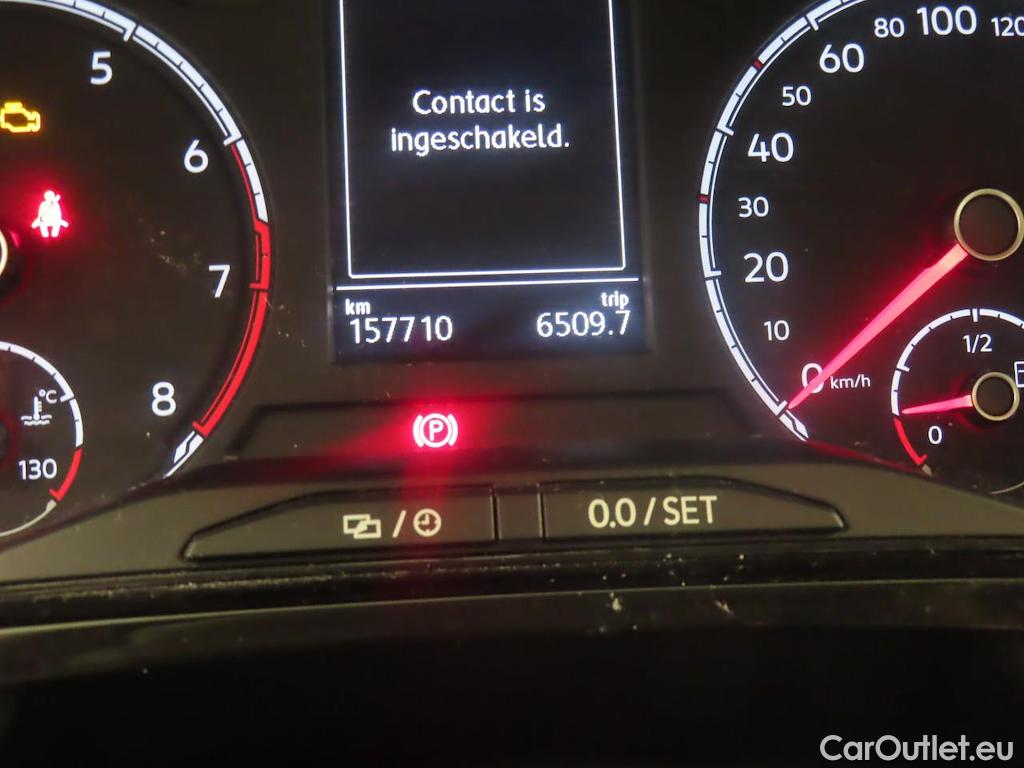 5
6
7
8
°C
130
Contact is
ingeschakeld.
km trip
157710 6509.7
P
0 10 20 30 40 50 60 80 100 120
km/h
1/2
0
/
0.0 / SET
CarOutlet.eu